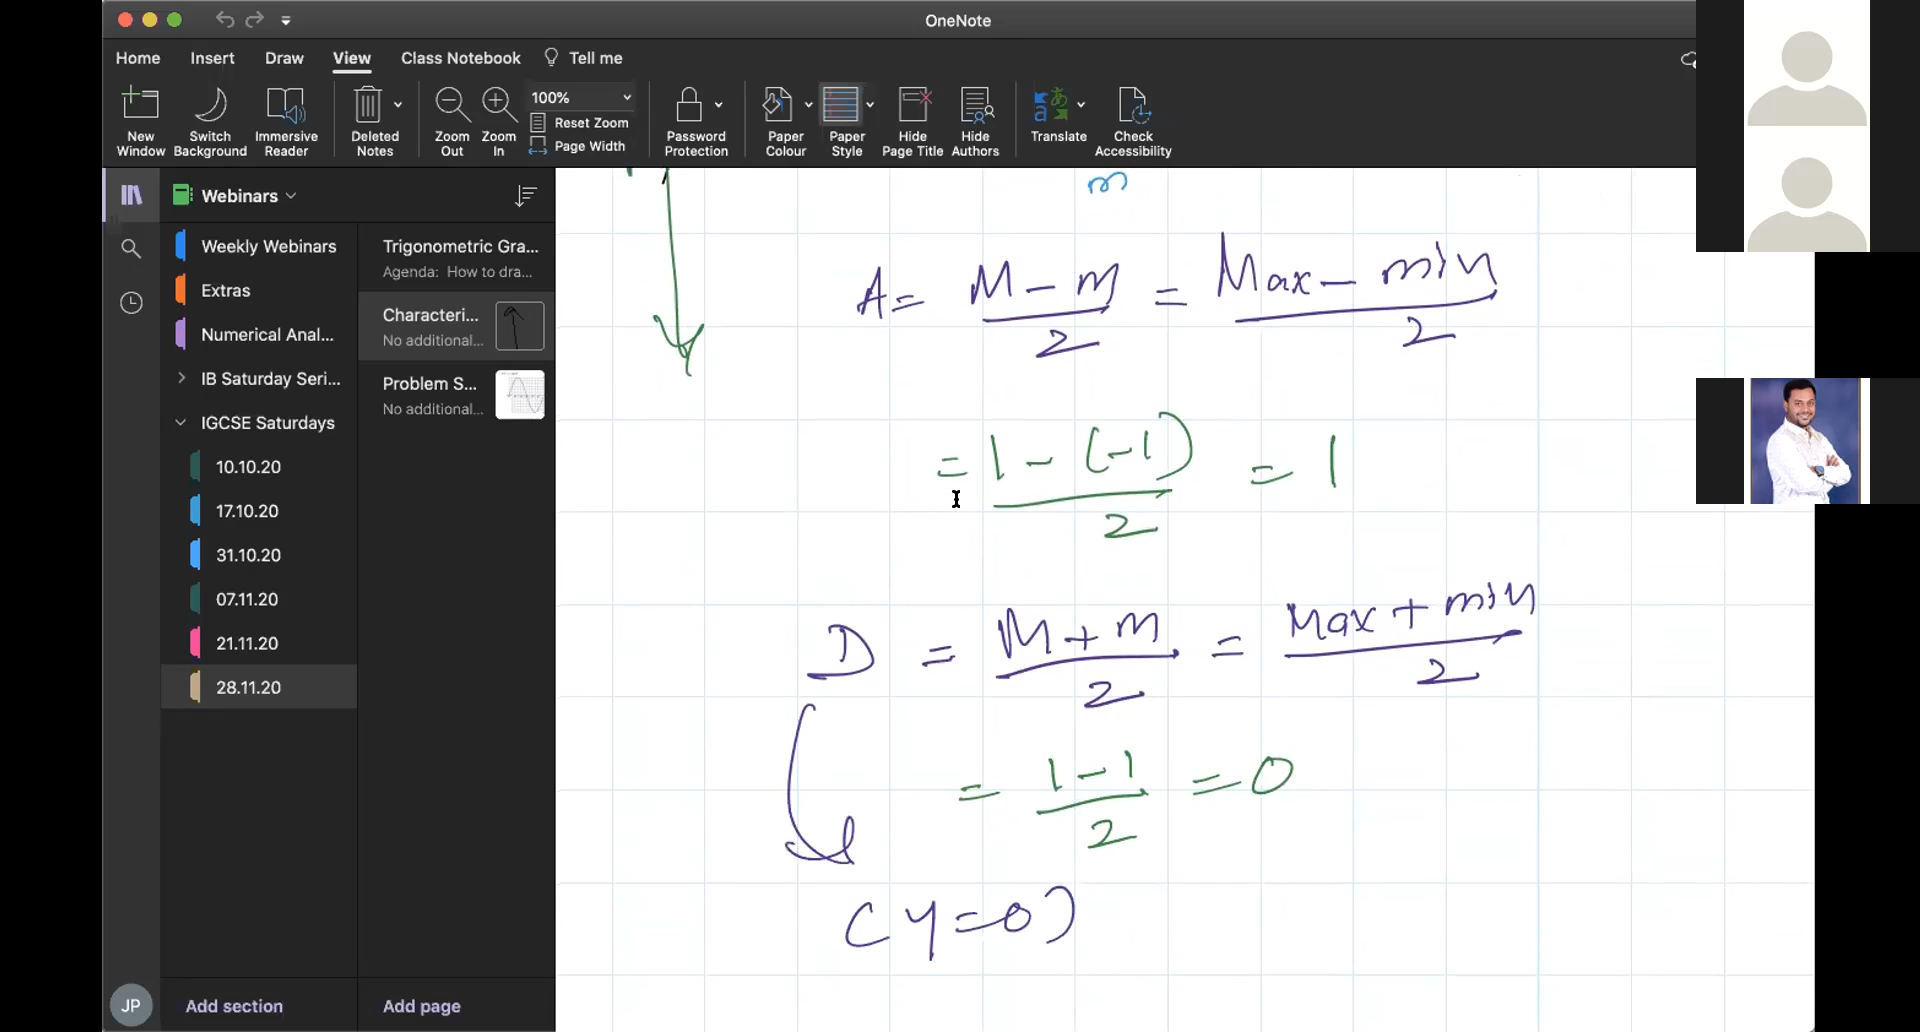 OneNote
Home Insert Draw View Class Notebook Tell me
New Window
Switch Background
Immersive Reader
Deleted Notes
Zoom Out
Zoom In
100%
Reset Zoom
Page Width
Password Protection
Paper Colour
Paper Style
Hide Page Title
Hide Authors
Translate
Check Accessibility
Webinars
Weekly Webinars
Extras
Numerical Anal...
IB Saturday Seri...
IGCSE Saturdays
10.10.20
17.10.20
31.10.20
07.11.20
21.11.20
28.11.20
Add section
JP
Trigonometric Gra...
Agenda: How to dra...
Characteri...
No additional...
Problem S...
No additional...
Add page
m
A = M - m / 2 = Max - min / 2
= 1 - (-1) / 2 = 1
D = M + m / 2 = Max + min / 2
= 1 - 1 / 2 = 0
(y = 0)